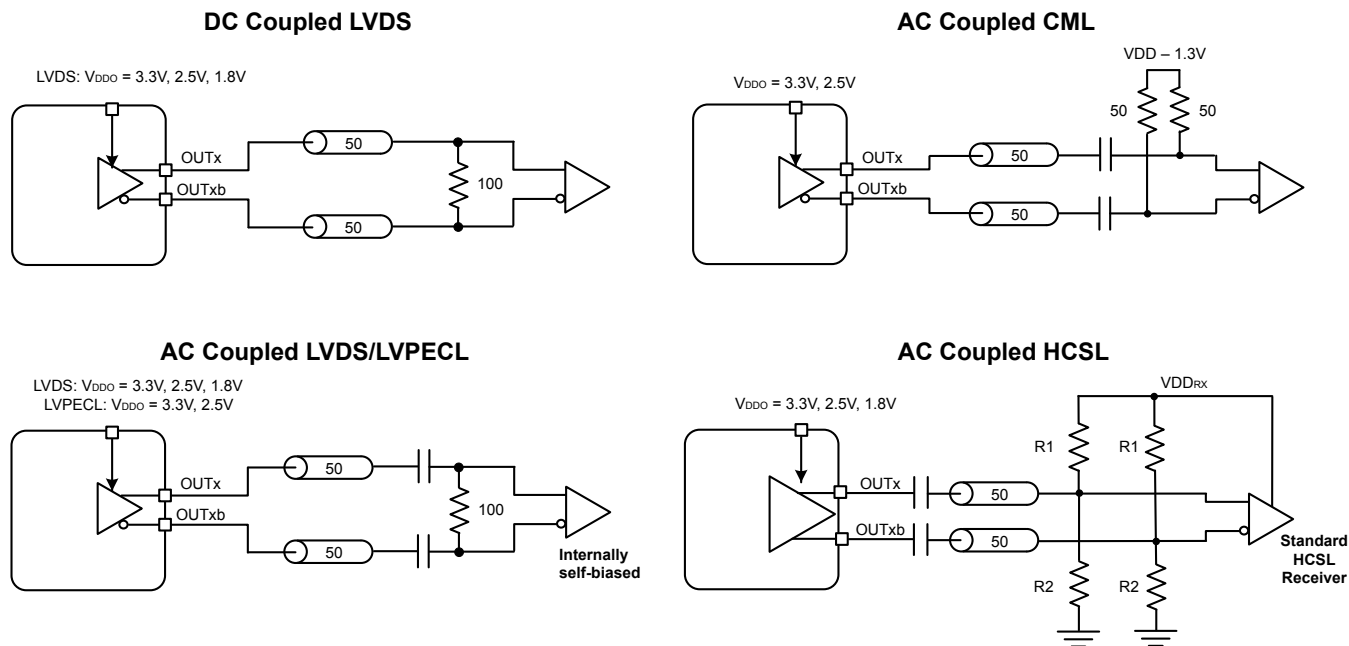 DC Coupled LVDS
LVDS: VDDO = 3.3V, 2.5V, 1.8V
OUTx
OUTxb
50
50
100
AC Coupled CML
VDD – 1.3V
VDDO = 3.3V, 2.5V
50
50
OUTx
OUTxb
50
50
AC Coupled LVDS/LVPECL
LVDS: VDDO = 3.3V, 2.5V, 1.8V
LVPECL: VDDO = 3.3V, 2.5V
OUTx
OUTxb
50
50
100
Internally
self-biased
AC Coupled HCSL
VDDRX
VDDO = 3.3V, 2.5V, 1.8V
R1
R1
OUTx
OUTxb
50
50
R2
R2
Standard
HCSL
Receiver